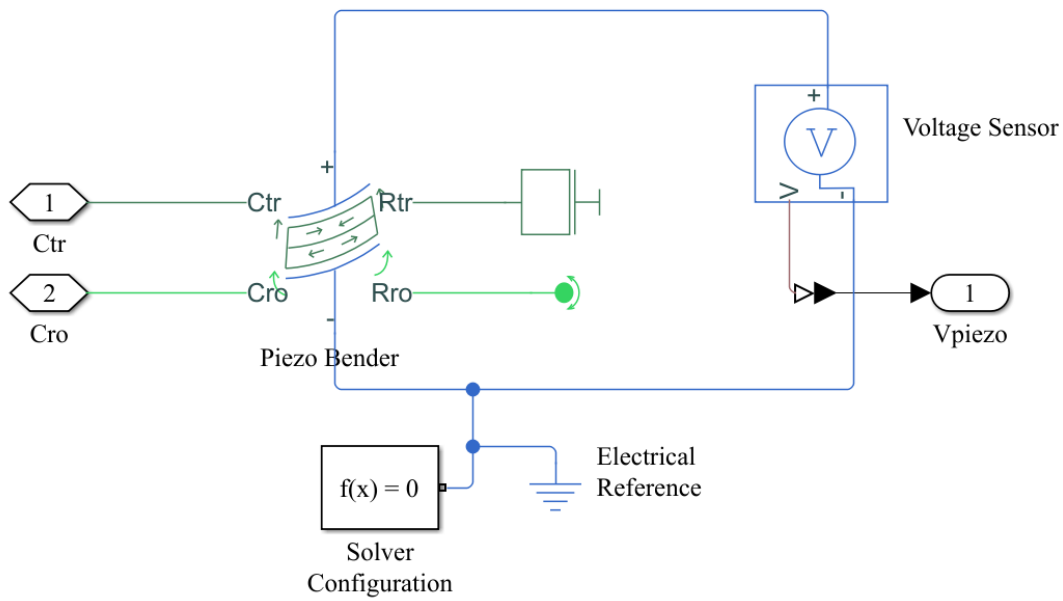 +
V
Voltage Sensor
V
-
+
1
Ctr
Ctr
Rtr
2
Cro
Cro
Rro
-
Piezo Bender
1
Vpiezo
f(x) = 0
Solver
Configuration
Electrical
Reference